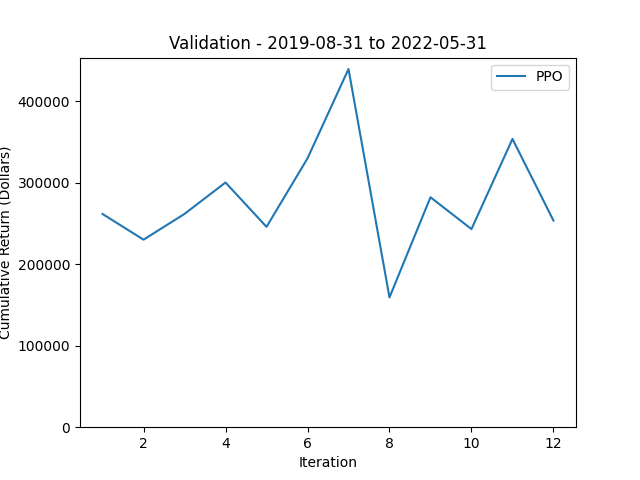 Validation - 2019-08-31 to 2022-05-31
PPO
Cumulative Return (Dollars)
400000
300000
200000
100000
0
2 4 6 8 10 12
Iteration